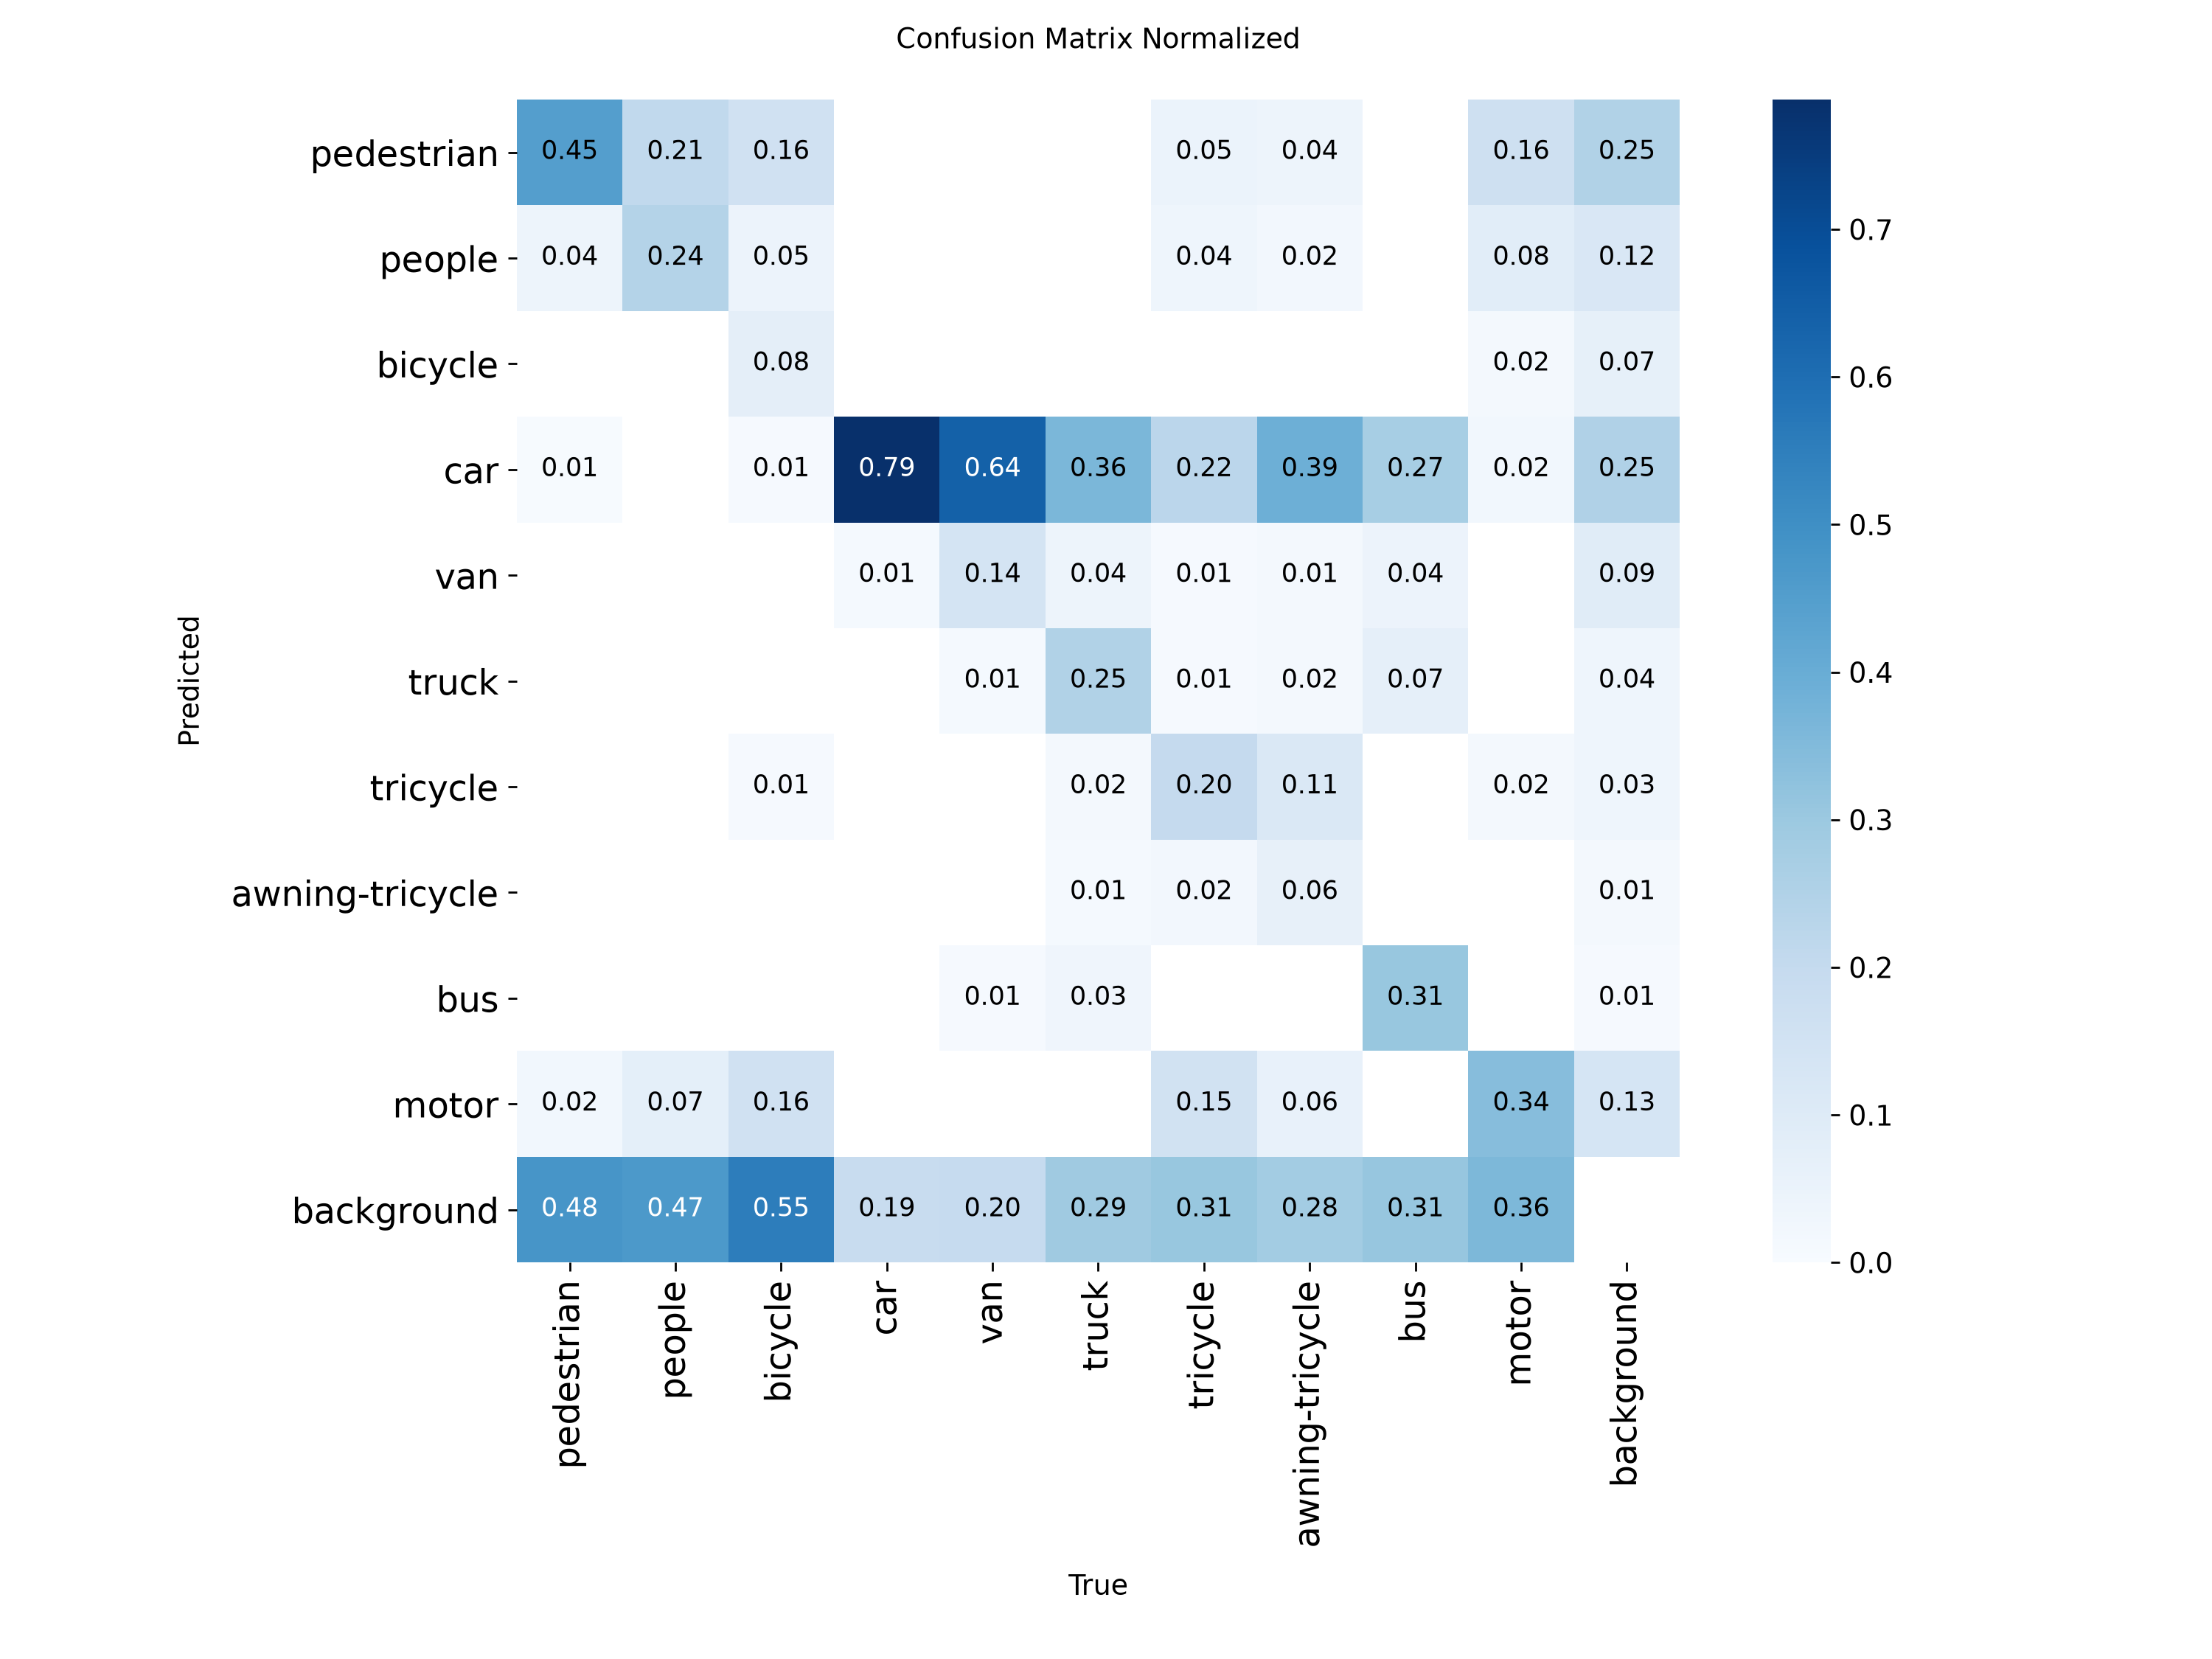 Confusion Matrix Normalized
pedestrian 0.45 0.21 0.16 0.05 0.04 0.16 0.25
people 0.04 0.24 0.05 0.04 0.02 0.08 0.12
bicycle 0.08 0.02 0.07
car 0.01 0.01 0.79 0.64 0.36 0.22 0.39 0.27 0.02 0.25
van 0.01 0.14 0.04 0.01 0.01 0.04 0.09
truck 0.01 0.25 0.01 0.02 0.07 0.04
tricycle 0.01 0.02 0.20 0.11 0.02 0.03
awning-tricycle 0.01 0.02 0.06 0.01
bus 0.01 0.03 0.31 0.01
motor 0.02 0.07 0.16 0.15 0.06 0.34 0.13
background 0.48 0.47 0.55 0.19 0.20 0.29 0.31 0.28 0.31 0.36
pedestrian
people
bicycle
car
van
truck
tricycle
awning-tricycle
bus
motor
background
True
Predicted
0.7
0.6
0.5
0.4
0.3
0.2
0.1
0.0